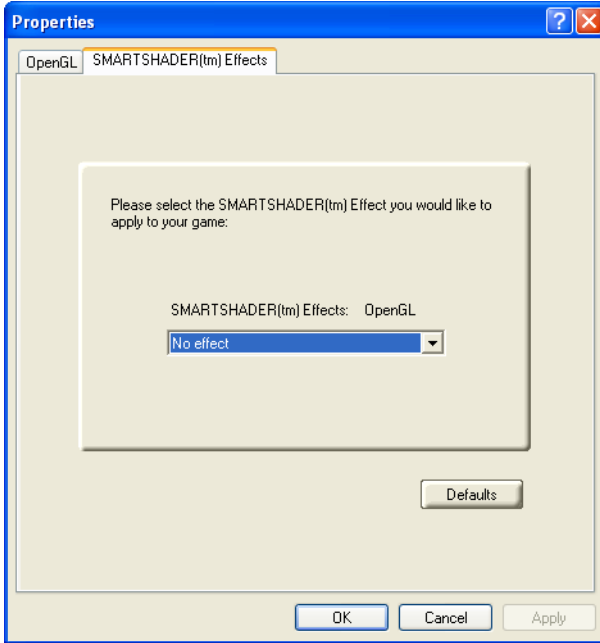 Properties
OpenGL
SMARTSHADER(tm) Effects
Please select the SMARTSHADER(tm) Effect you would like to
apply to your game:
SMARTSHADER(tm) Effects: OpenGL
No effect
Defaults
OK
Cancel
Apply